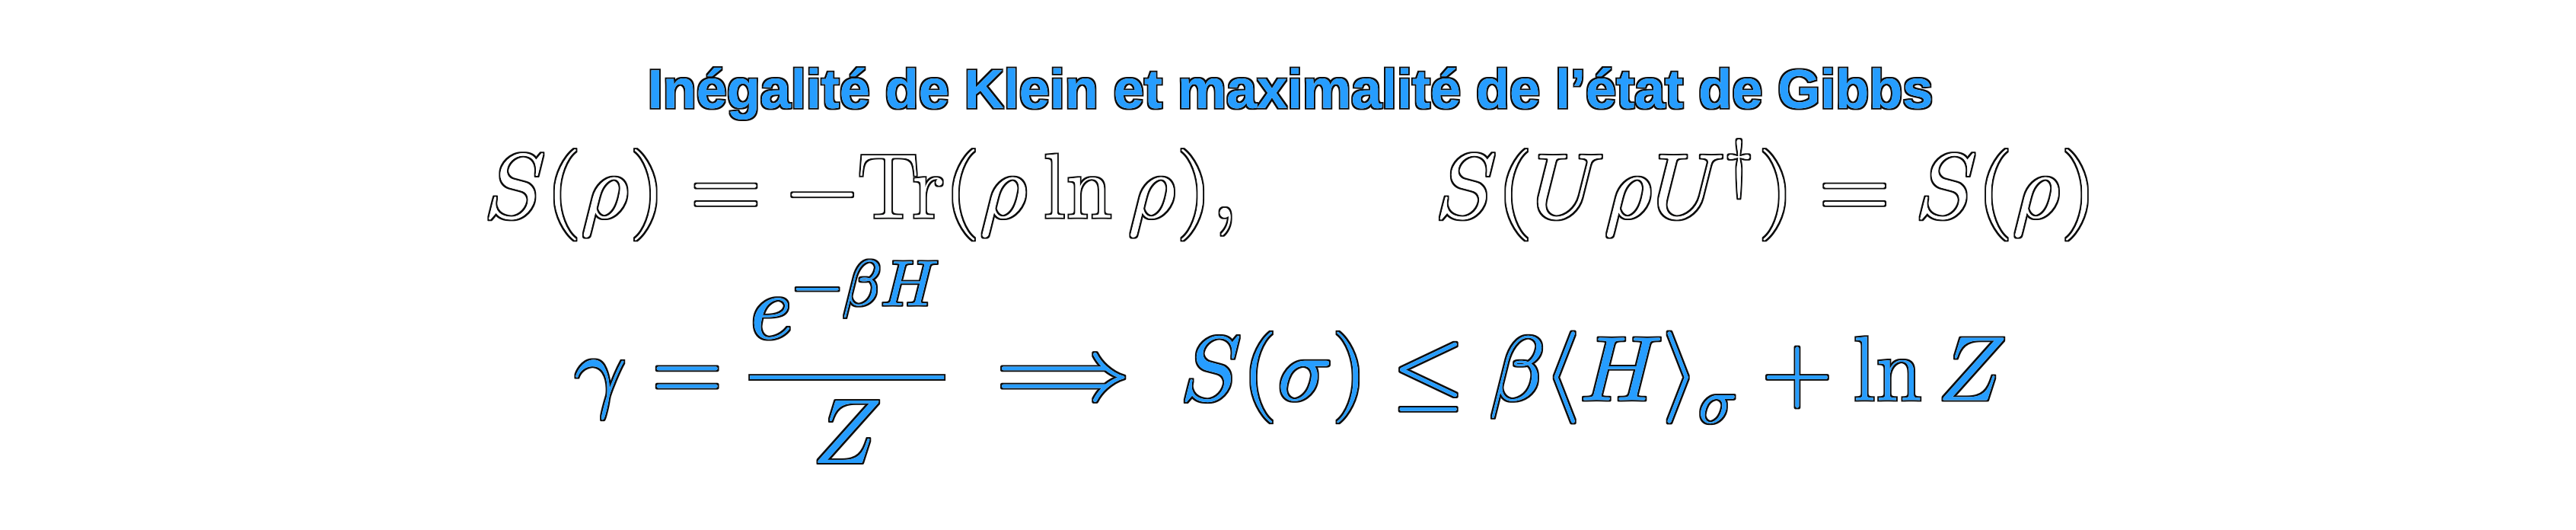 Inégalité de Klein et maximalité de l’état de Gibbs
S(ρ) = −Tr(ρ ln ρ), S(UρU†) = S(ρ)
γ = e^{−βH} / Z ⟹ S(σ) ≤ β⟨H⟩_σ + ln Z